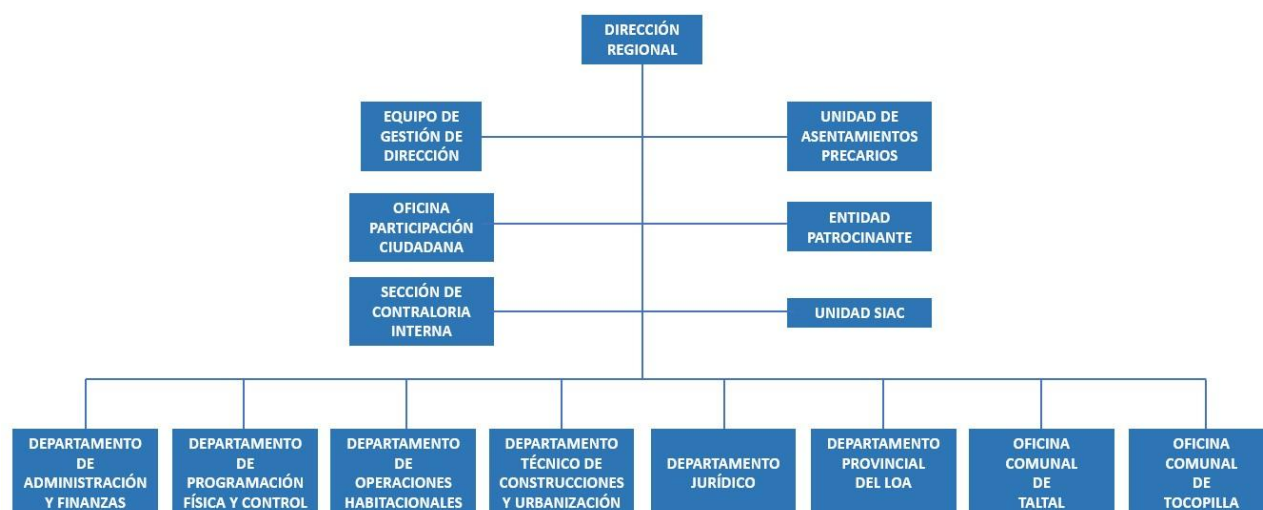 DIRECCIÓN
REGIONAL
EQUIPO DE
GESTIÓN DE
DIRECCIÓN
UNIDAD DE
ASENTAMIENTOS
PRECARIOS
OFICINA
PARTICIPACIÓN
CIUDADANA
ENTIDAD
PATROCINANTE
SECCIÓN DE
CONTRALORIA
INTERNA
UNIDAD SIAC
DEPARTAMENTO
DE
ADMINISTRACIÓN
Y FINANZAS
DEPARTAMENTO
DE
PROGRAMACIÓN
FÍSICA Y CONTROL
DEPARTAMENTO
DE
OPERACIONES
HABITACIONALES
DEPARTAMENTO
TÉCNICO DE
CONSTRUCCIONES
Y URBANIZACIÓN
DEPARTAMENTO
JURÍDICO
DEPARTAMENTO
PROVINCIAL
DEL LOA
OFICINA
COMUNAL
DE
TALTAL
OFICINA
COMUNAL
DE
TOCOPILLA